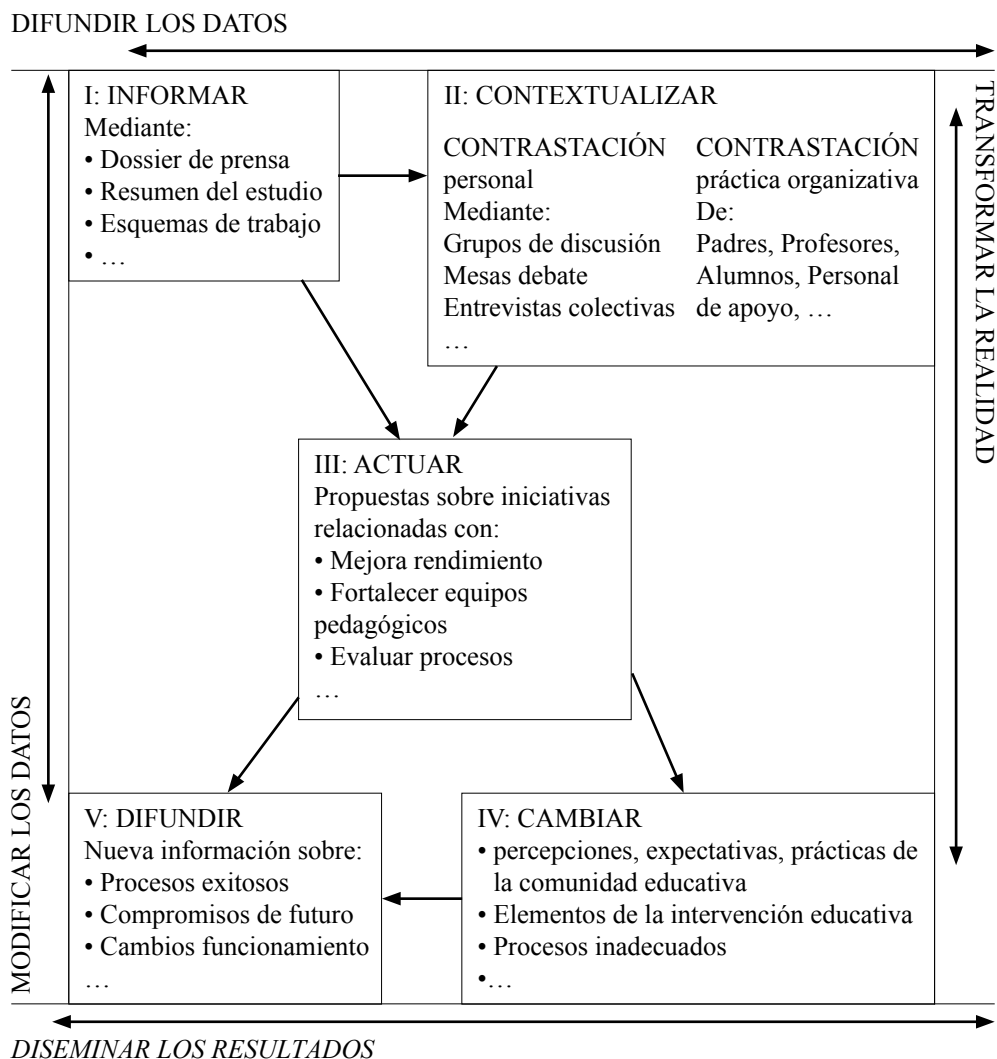 DIFUNDIR LOS DATOS
I: INFORMAR
Mediante:
• Dossier de prensa
• Resumen del estudio
• Esquemas de trabajo
• …
II: CONTEXTUALIZAR
CONTRASTACIÓN
personal
Mediante:
Grupos de discusión
Mesas debate
Entrevistas colectivas
…
CONTRASTACIÓN
práctica organizativa
De:
Padres, Profesores,
Alumnos, Personal
de apoyo, …
TRANSFORMAR LA REALIDAD
III: ACTUAR
Propuestas sobre iniciativas
relacionadas con:
• Mejora rendimiento
• Fortalecer equipos
pedagógicos
• Evaluar procesos
…
MODIFICAR LOS DATOS
V: DIFUNDIR
Nueva información sobre:
• Procesos exitosos
• Compromisos de futuro
• Cambios funcionamiento
…
IV: CAMBIAR
• percepciones, expectativas, prácticas de
la comunidad educativa
• Elementos de la intervención educativa
• Procesos inadecuados
•…
DISEMINAR LOS RESULTADOS